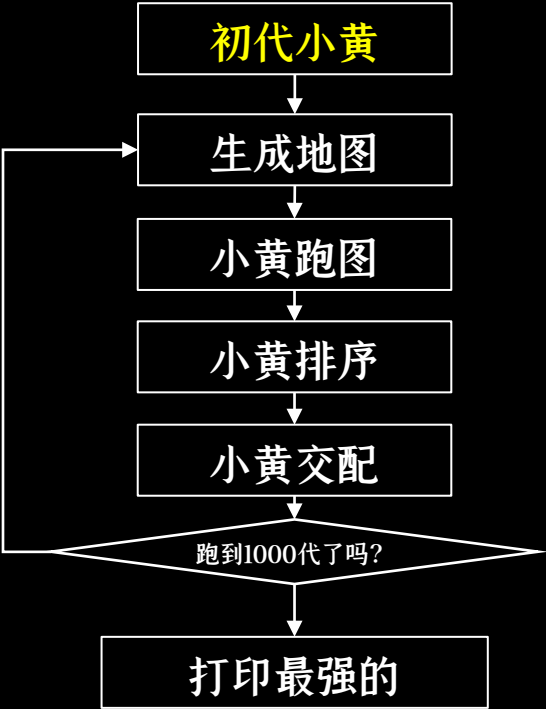 初代小黄
生成地图
小黄跑图
小黄排序
小黄交配
跑到1000代了吗?
打印最强的